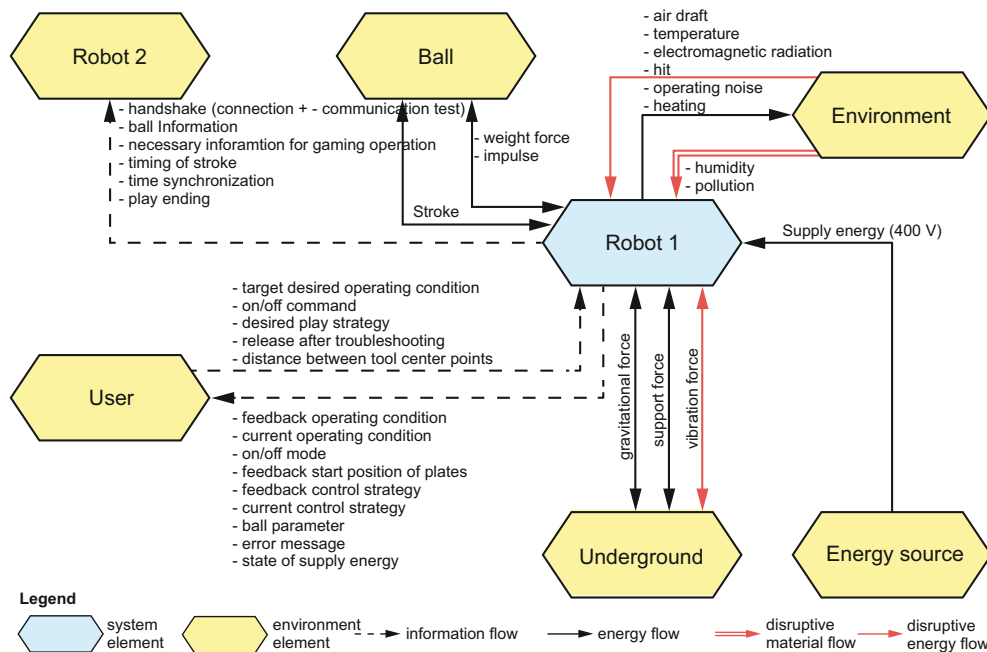 Robot 2
Ball
- air draft
- temperature
- electromagnetic radiation
- hit
- operating noise
- heating
Environment
- handshake (connection + - communication test)
- ball Information
- necessary inforamtion for gaming operation
- timing of stroke
- time synchronization
- play ending
- weight force
- impulse
- humidity
- pollution
Stroke
Robot 1
Supply energy (400 V)
- target desired operating condition
- on/off command
- desired play strategy
- release after troubleshooting
- distance between tool center points
User
- feedback operating condition
- current operating condition
- on/off mode
- feedback start position of plates
- feedback control strategy
- current control strategy
- ball parameter
- error message
- state of supply energy
gravitational force
support force
vibration force
Underground
Energy source
Legend
system
element
environment
element
information flow
energy flow
disruptive
material flow
disruptive
energy flow